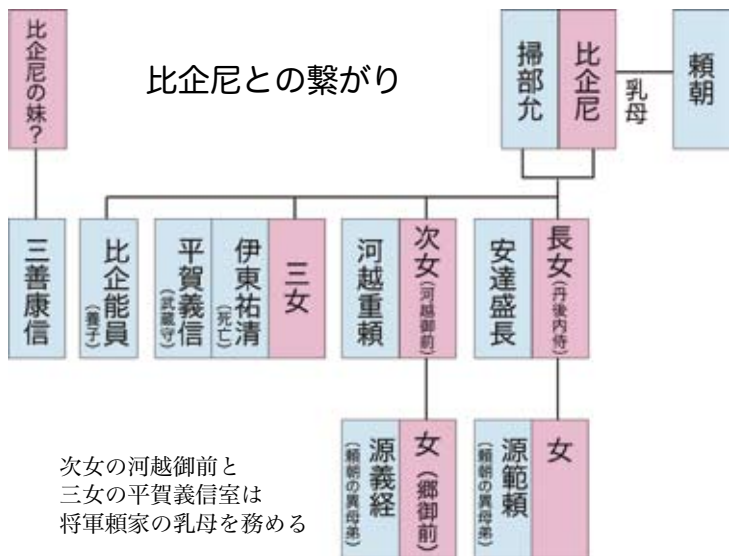 比企尼との繋がり
頼朝
乳母
比企尼
掃部允
比企尼の妹？
長女(丹後内侍)
安達盛長
次女(河越御前)
河越重頼
三女
伊東祐清(死亡)
平賀義信(武蔵守)
比企能員(養子)
三善康信
女
源範頼(頼朝の異母弟)
女(郷御前)
源義経(頼朝の異母弟)
次女の河越御前と
三女の平賀義信室は
将軍頼家の乳母を務める